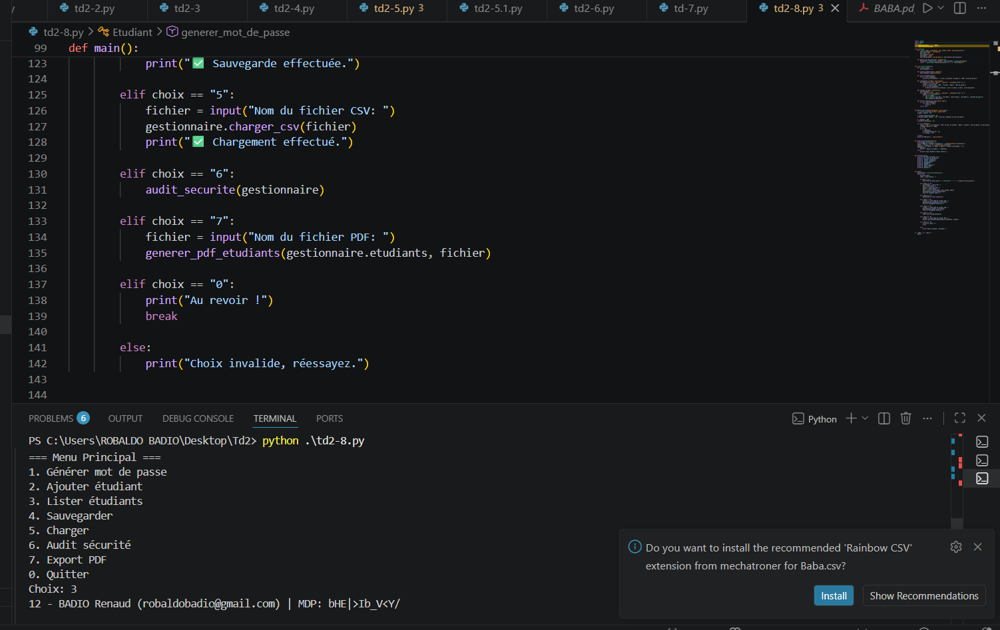 td2-2.py td2-3 td2-4.py td2-5.py 3 td2-5.1.py td2-6.py td-7.py td2-8.py 3 BABA.pd
td2-8.py > Etudiant > generer_mot_de_passe
99 def main():
123 print("✅ Sauvegarde effectuée.")
124
125 elif choix == "5":
126 fichier = input("Nom du fichier CSV: ")
127 gestionnaire.charger_csv(fichier)
128 print("✅ Chargement effectué.")
129
130 elif choix == "6":
131 audit_securite(gestionnaire)
132
133 elif choix == "7":
134 fichier = input("Nom du fichier PDF: ")
135 generer_pdf_etudiants(gestionnaire.etudiants, fichier)
136
137 elif choix == "0":
138 print("Au revoir !")
139 break
140
141 else:
142 print("Choix invalide, réessayez.")
143
144
PROBLEMS 6 OUTPUT DEBUG CONSOLE TERMINAL PORTS Python
PS C:\Users\ROBALDO BADIO\Desktop\Td2> python .\td2-8.py
=== Menu Principal ===
1. Générer mot de passe
2. Ajouter étudiant
3. Lister étudiants
4. Sauvegarder
5. Charger
6. Audit sécurité
7. Export PDF
0. Quitter
Choix: 3
12 - BADIO Renaud (robaldobadio@gmail.com) | MDP: bHE|>Ib_V<Y/
Do you want to install the recommended 'Rainbow CSV'
extension from mechatroner for Baba.csv?
Install Show Recommendations